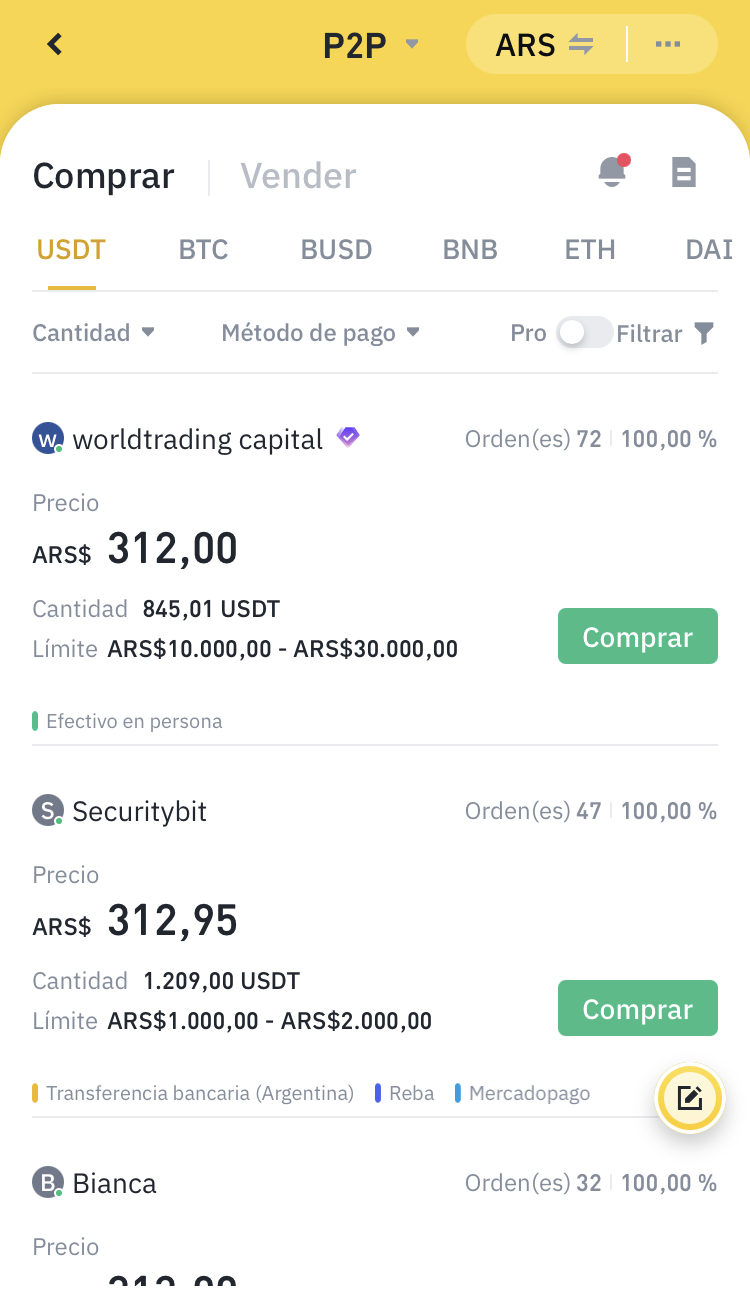 P2P ARS
Comprar Vender
USDT BTC BUSD BNB ETH DAI
Cantidad Método de pago Pro Filtrar
W worldtrading capital Orden(es) 72 100,00 %
Precio
ARS$ 312,00
Cantidad 845,01 USDT
Límite ARS$10.000,00 - ARS$30.000,00 Comprar
Efectivo en persona
S Securitybit Orden(es) 47 100,00 %
Precio
ARS$ 312,95
Cantidad 1.209,00 USDT
Límite ARS$1.000,00 - ARS$2.000,00 Comprar
Transferencia bancaria (Argentina) Reba Mercadopago
B Bianca Orden(es) 32 100,00 %
Precio